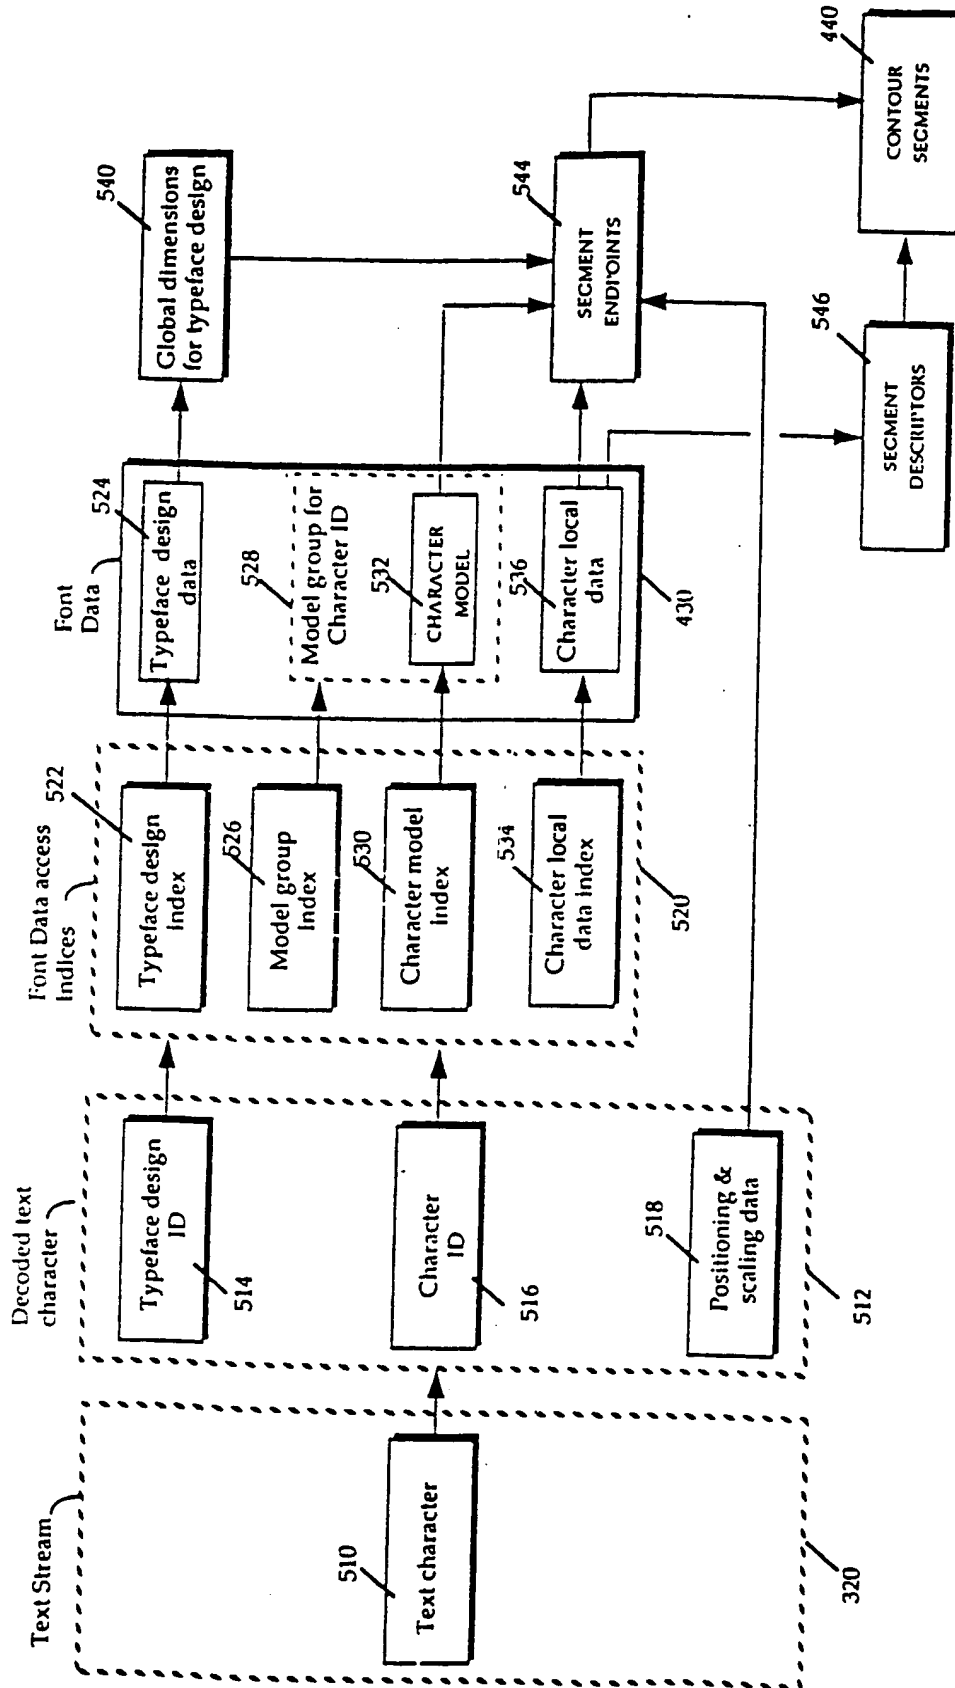 Text Stream
510
Text character
320
Decoded text
character
Typeface design
ID
514
Character
ID
516
518
Positioning &
scaling data
512
Font Data access
Indices
522
Typeface design
index
526
Model group
index
530
Character model
index
534
Character local
data index
520
Font
Data
524
Typeface design
data
528
Model group for
Character ID
532
CHARACTER
MODEL
536
Character local
data
430
540
Global dimensions
for typeface design
544
SEGMENT
ENDPOINTS
546
SEGMENT
DESCRIPTORS
440
CONTOUR
SEGMENTS